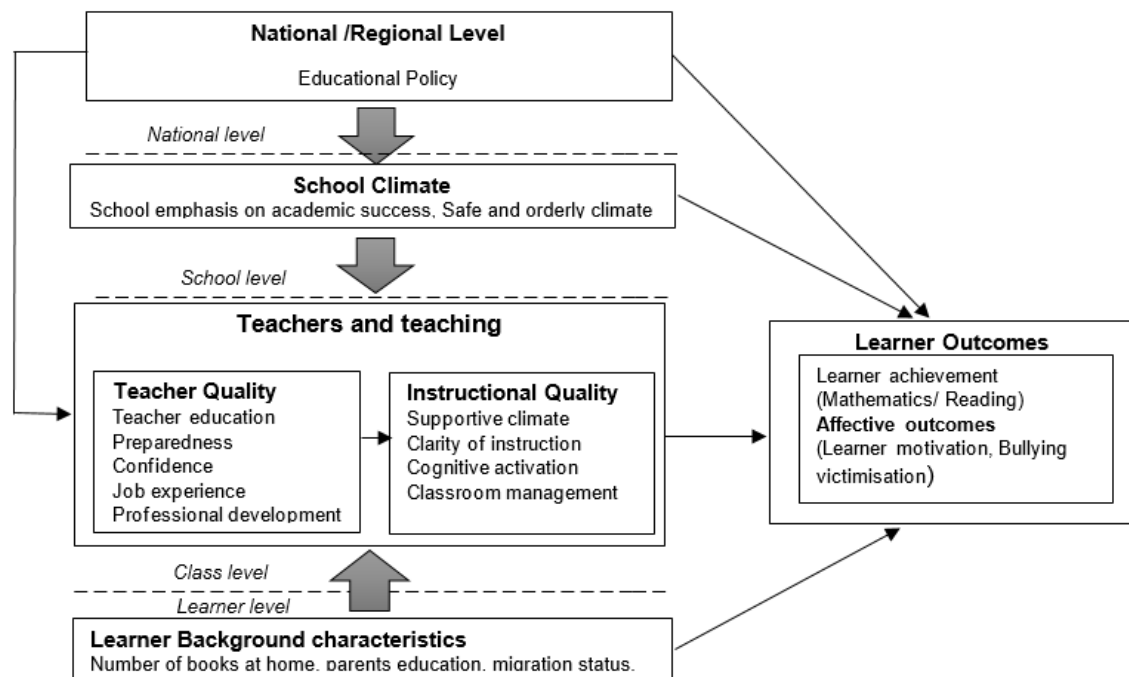 National /Regional Level
Educational Policy
National level
School Climate
School emphasis on academic success, Safe and orderly climate
School level
Teachers and teaching
Teacher Quality
Teacher education
Preparedness
Confidence
Job experience
Professional development
Instructional Quality
Supportive climate
Clarity of instruction
Cognitive activation
Classroom management
Learner Outcomes
Learner achievement
(Mathematics/ Reading)
Affective outcomes
(Learner motivation, Bullying
victimisation)
Class level
Learner level
Learner Background characteristics
Number of books at home, parents education, migration status,